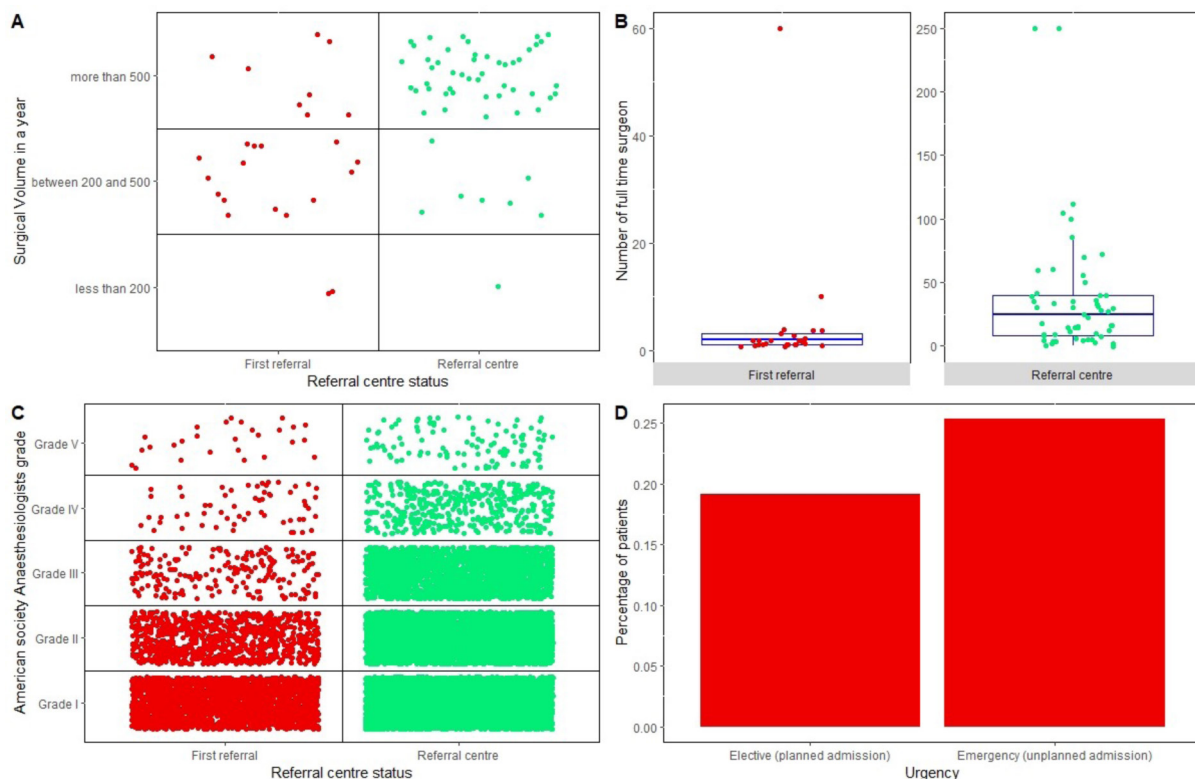 A
Surgical Volume in a year
more than 500
between 200 and 500
less than 200
First referral
Referral centre
Referral centre status
B
Number of full time surgeon
60
40
20
0
First referral
250
200
150
100
50
0
Referral centre
C
American society Anaesthesiologists grade
Grade V
Grade IV
Grade III
Grade II
Grade I
First referral
Referral centre
Referral centre status
D
Percentage of patients
0.25
0.20
0.15
0.10
0.05
0.00
Elective (planned admission)
Emergency (unplanned admission)
Urgency